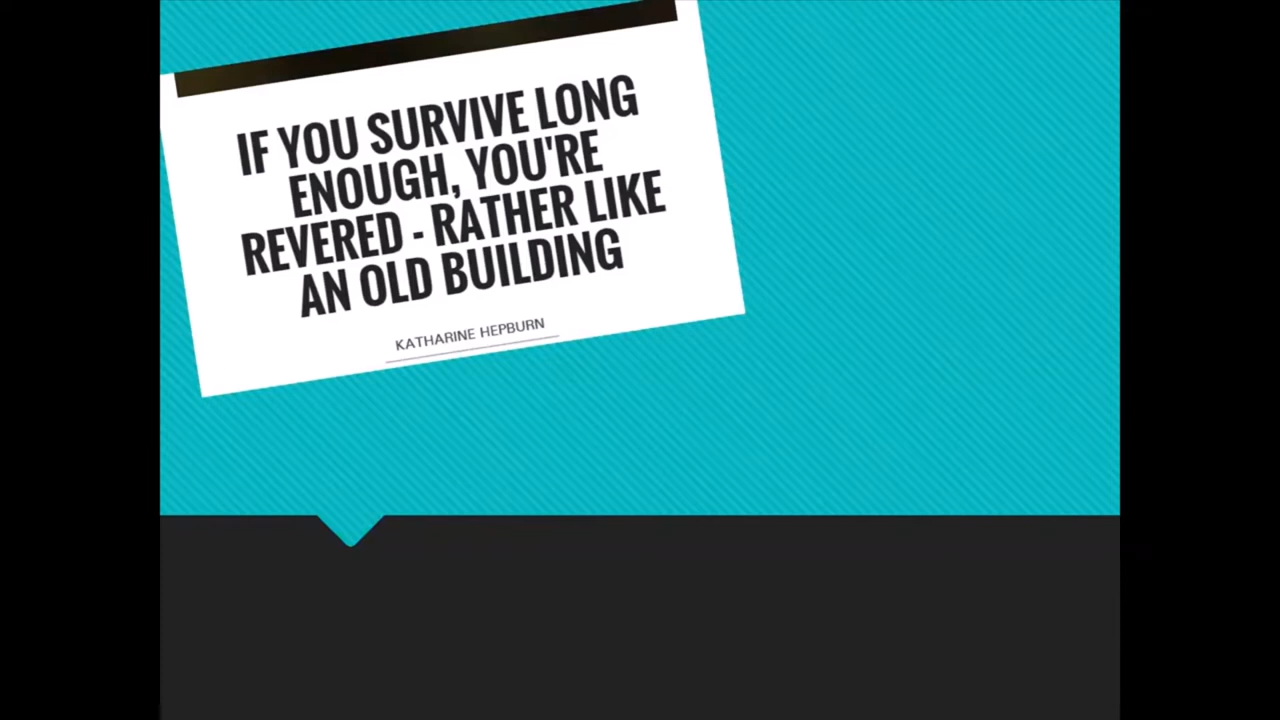 IF YOU SURVIVE LONG
ENOUGH, YOU'RE
REVERED - RATHER LIKE
AN OLD BUILDING
KATHARINE HEPBURN